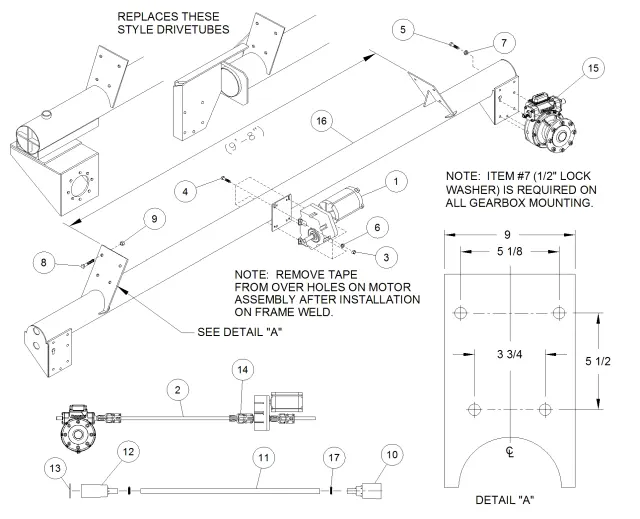 REPLACES THESE
STYLE DRIVETUBES
5
7
15
16
(9'-8")
4
1
NOTE: ITEM #7 (1/2" LOCK
WASHER) IS REQUIRED ON
ALL GEARBOX MOUNTING.
9
6
8
3
NOTE: REMOVE TAPE
FROM OVER HOLES ON MOTOR
ASSEMBLY AFTER INSTALLATION
ON FRAME WELD.
SEE DETAIL "A"
9
5 1/8
3 3/4
5 1/2
CL
DETAIL "A"
2
14
13
12
11
17
10